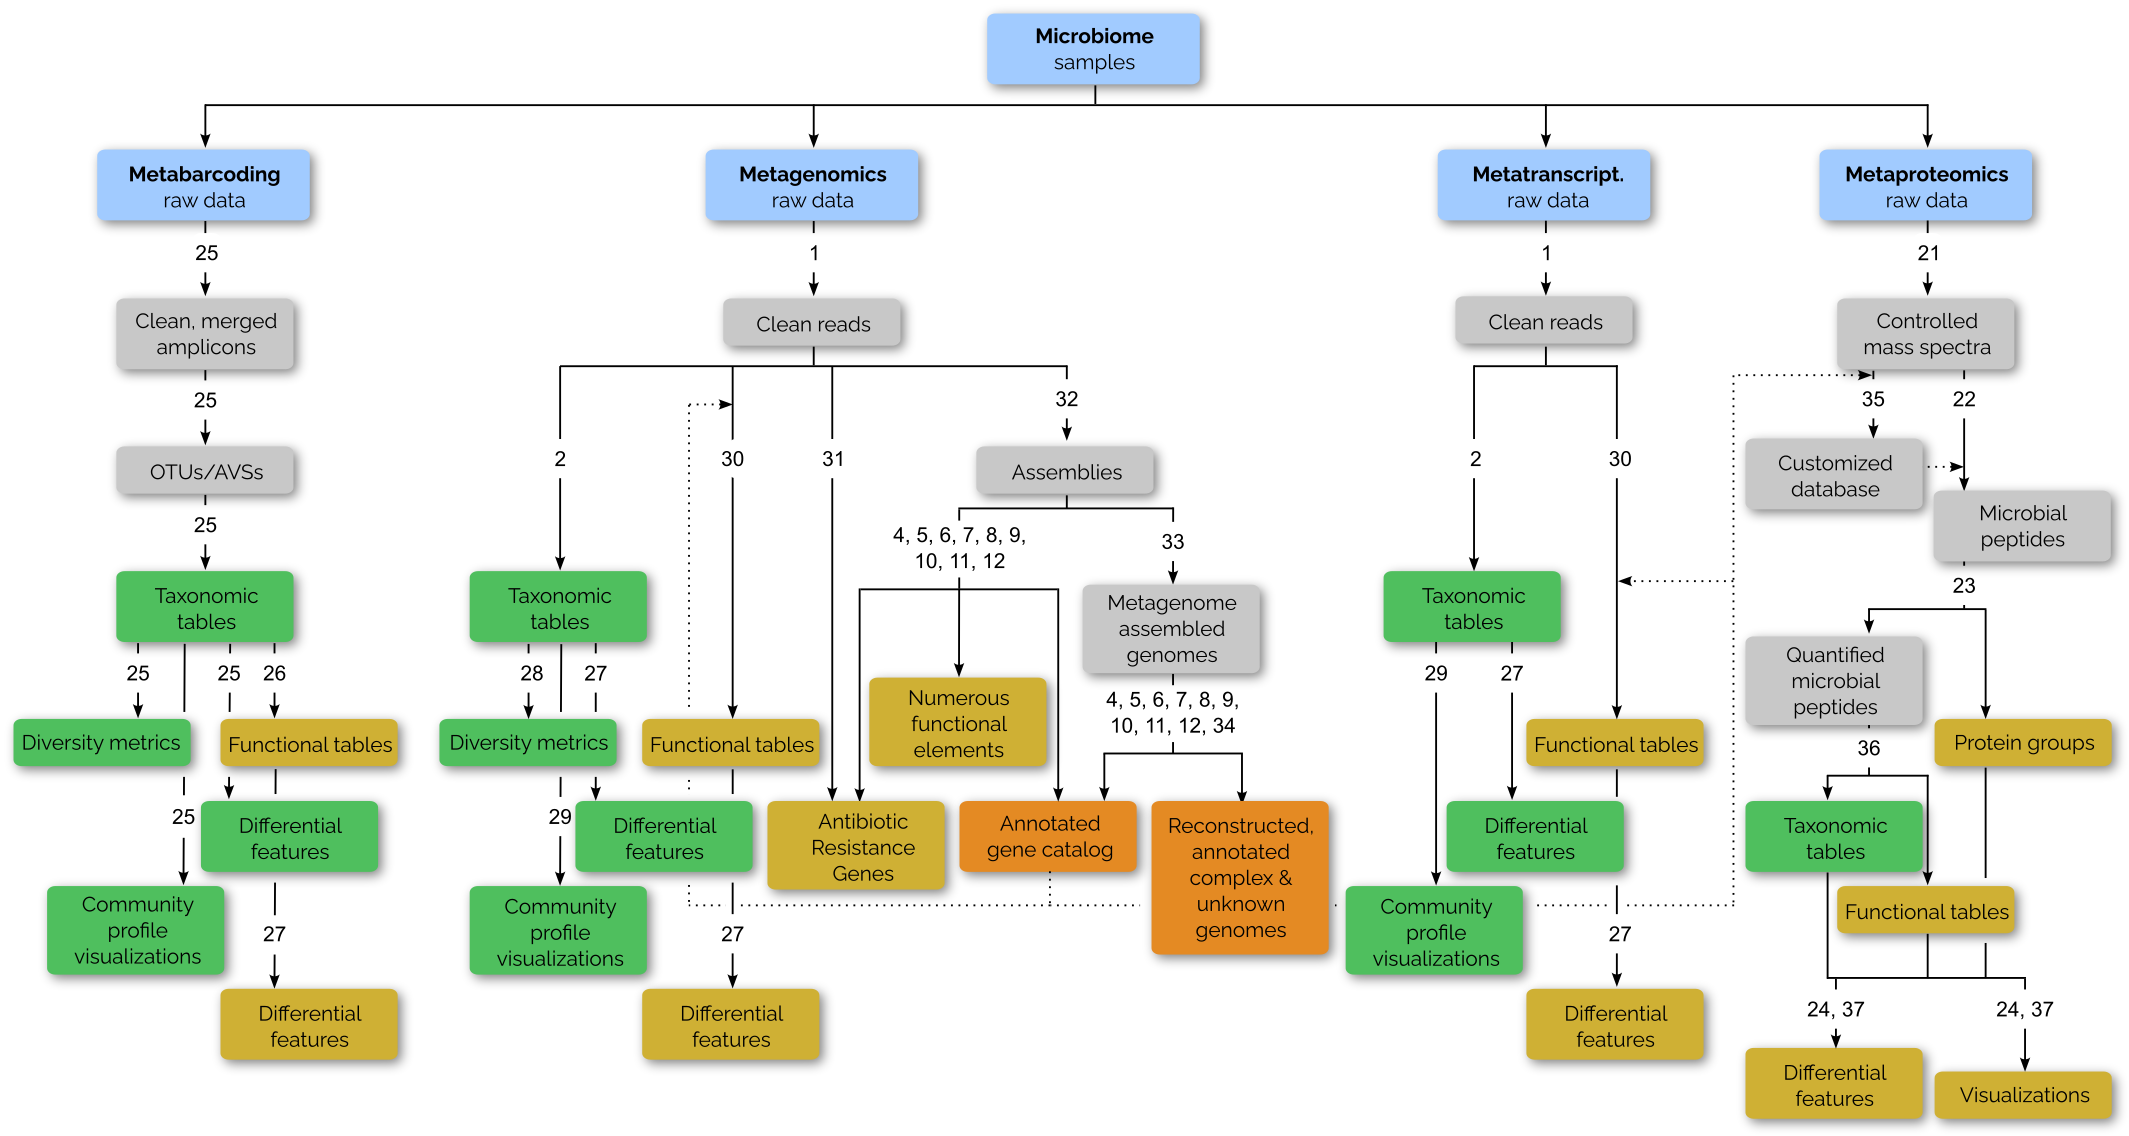 Microbiome
samples
Metabarcoding
raw data
Metagenomics
raw data
Metatranscript.
raw data
Metaproteomics
raw data
25
1
1
21
Clean, merged
amplicons
Clean reads
Clean reads
Controlled
mass spectra
25
32
35
22
OTUs/AVSs
2
30
31
Assemblies
2
30
Customized
database
Microbial
peptides
25
4, 5, 6, 7, 8, 9,
10, 11, 12
33
23
Taxonomic
tables
Taxonomic
tables
Metagenome
assembled
genomes
Taxonomic
tables
Quantified
microbial
peptides
25
25
26
28
27
Numerous
functional
elements
4, 5, 6, 7, 8, 9,
10, 11, 12, 34
29
27
Diversity metrics
Functional tables
Diversity metrics
Functional tables
Functional tables
Protein groups
36
25
Differential
features
29
Differential
features
Antibiotic
Resistance
Genes
Annotated
gene catalog
Reconstructed,
annotated
complex &
unknown
genomes
Differential
features
Taxonomic
tables
Community
profile
visualizations
27
Community
profile
visualizations
27
Community
profile
visualizations
27
Functional tables
Differential
features
Differential
features
Differential
features
24, 37
24, 37
Differential
features
Visualizations